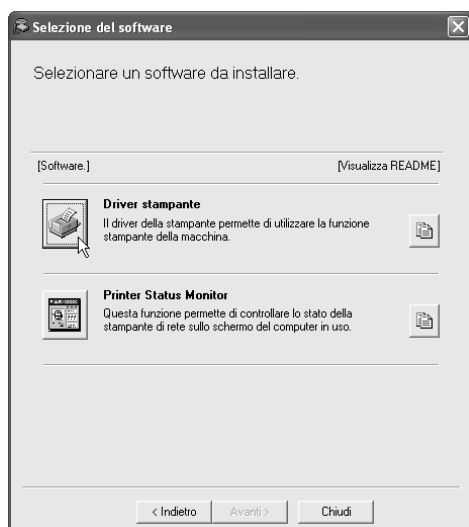 Selezione del software
Selezionare un software da installare.
[Software.] [Visualizza README]
Driver stampante
Il driver della stampante permette di utilizzare la funzione
stampante della macchina.
Printer Status Monitor
Questa funzione permette di controllare lo stato della
stampante di rete sullo schermo del computer in uso.
< Indietro Avanti > Chiudi